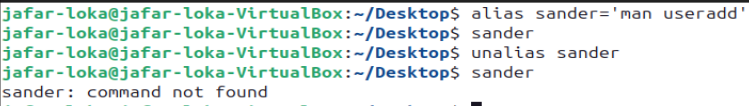 jafar-loka@jafar-loka-VirtualBox:~/Desktop$ alias sander='man useradd'
jafar-loka@jafar-loka-VirtualBox:~/Desktop$ sander
jafar-loka@jafar-loka-VirtualBox:~/Desktop$ unalias sander
jafar-loka@jafar-loka-VirtualBox:~/Desktop$ sander
sander: command not found